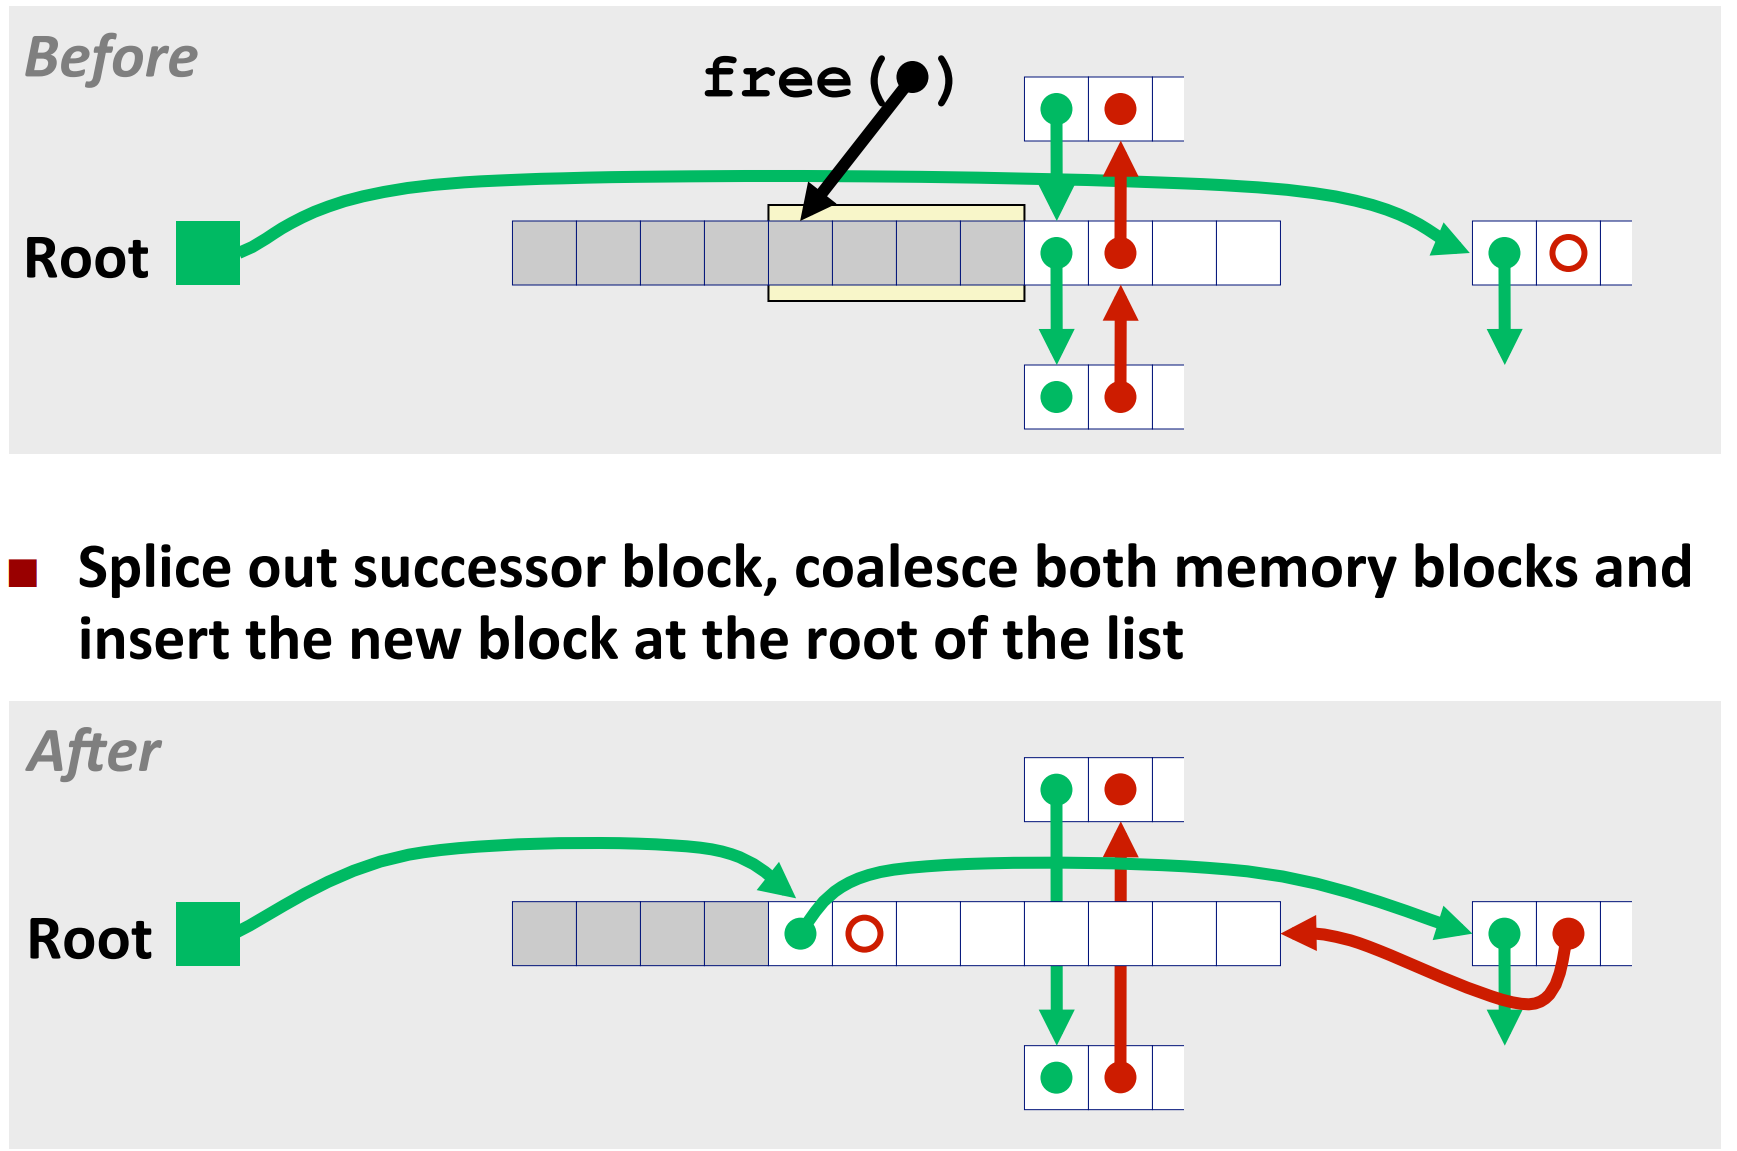 Before
free( )
Root
Splice out successor block, coalesce both memory blocks and
insert the new block at the root of the list
After
Root